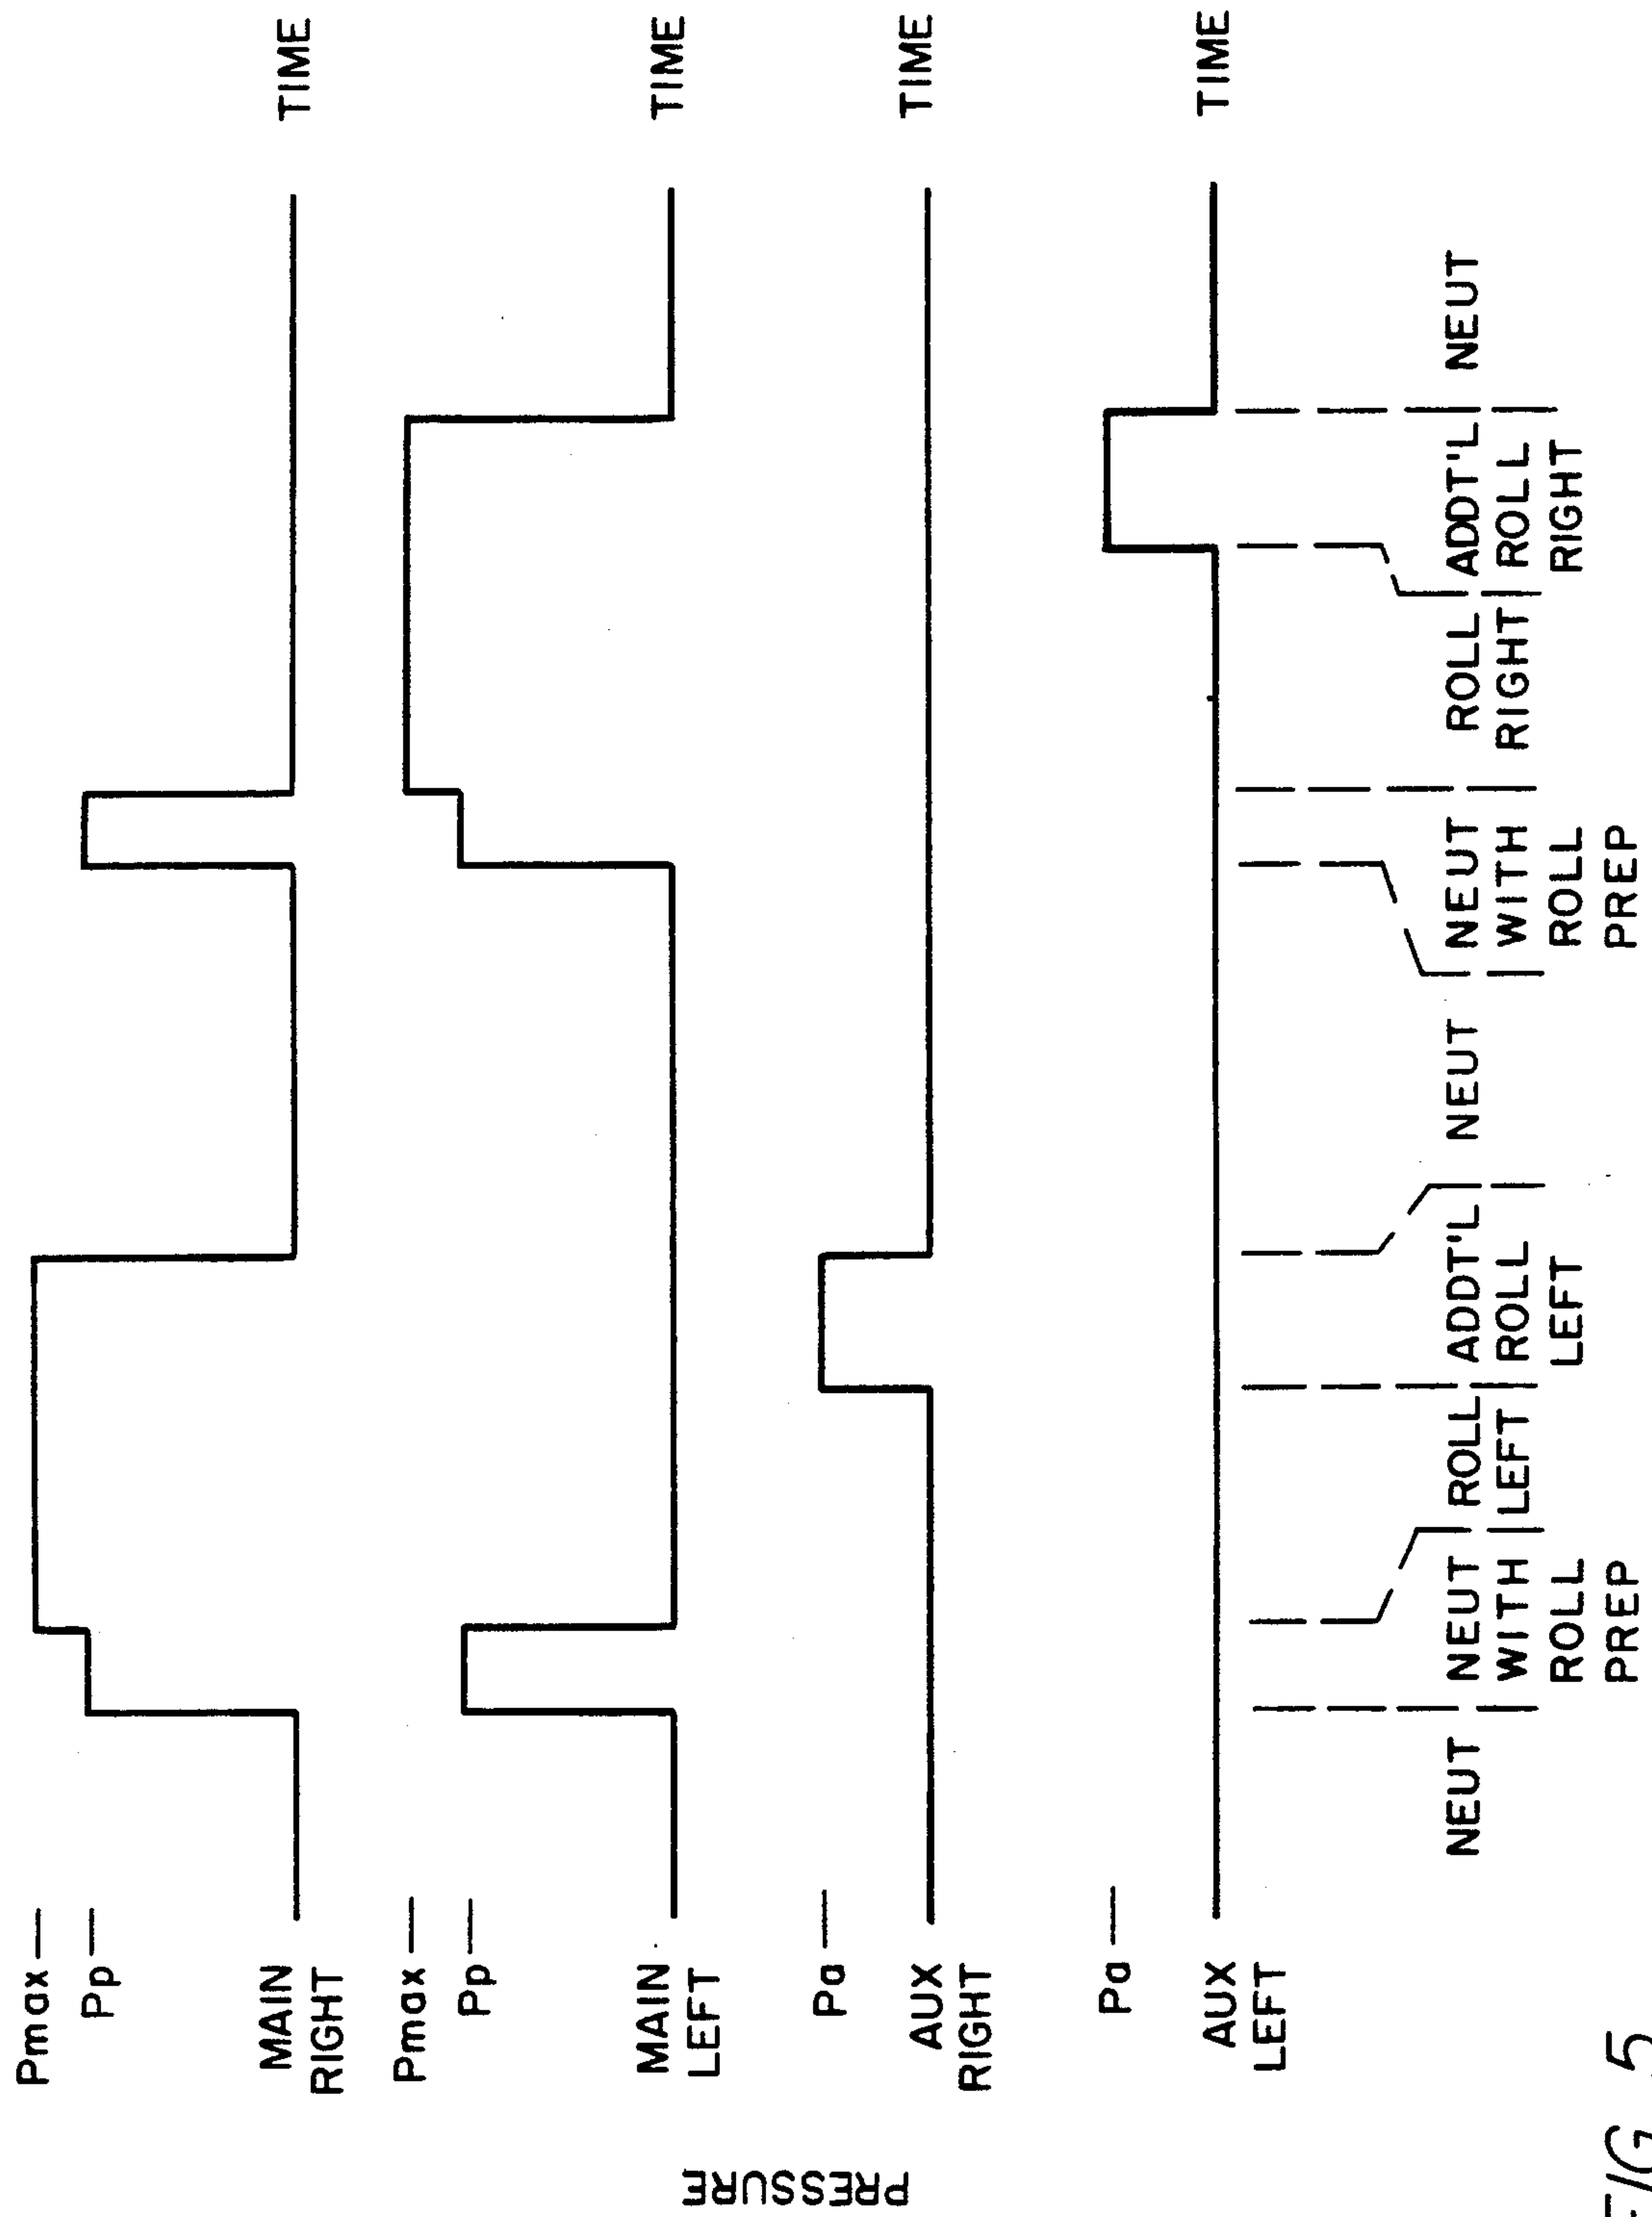 Pmax
Pp
MAIN
RIGHT
TIME
Pmax
Pp
MAIN
LEFT
TIME
PRESSURE
Pa
AUX
RIGHT
TIME
Pa
AUX
LEFT
TIME
NEUT
NEUT
WITH
ROLL
PREP
ROLL
LEFT
ADDT'L
ROLL
LEFT
NEUT
NEUT
WITH
ROLL
PREP
ROLL
RIGHT
ADDT'L
ROLL
RIGHT
NEUT
FIG 5